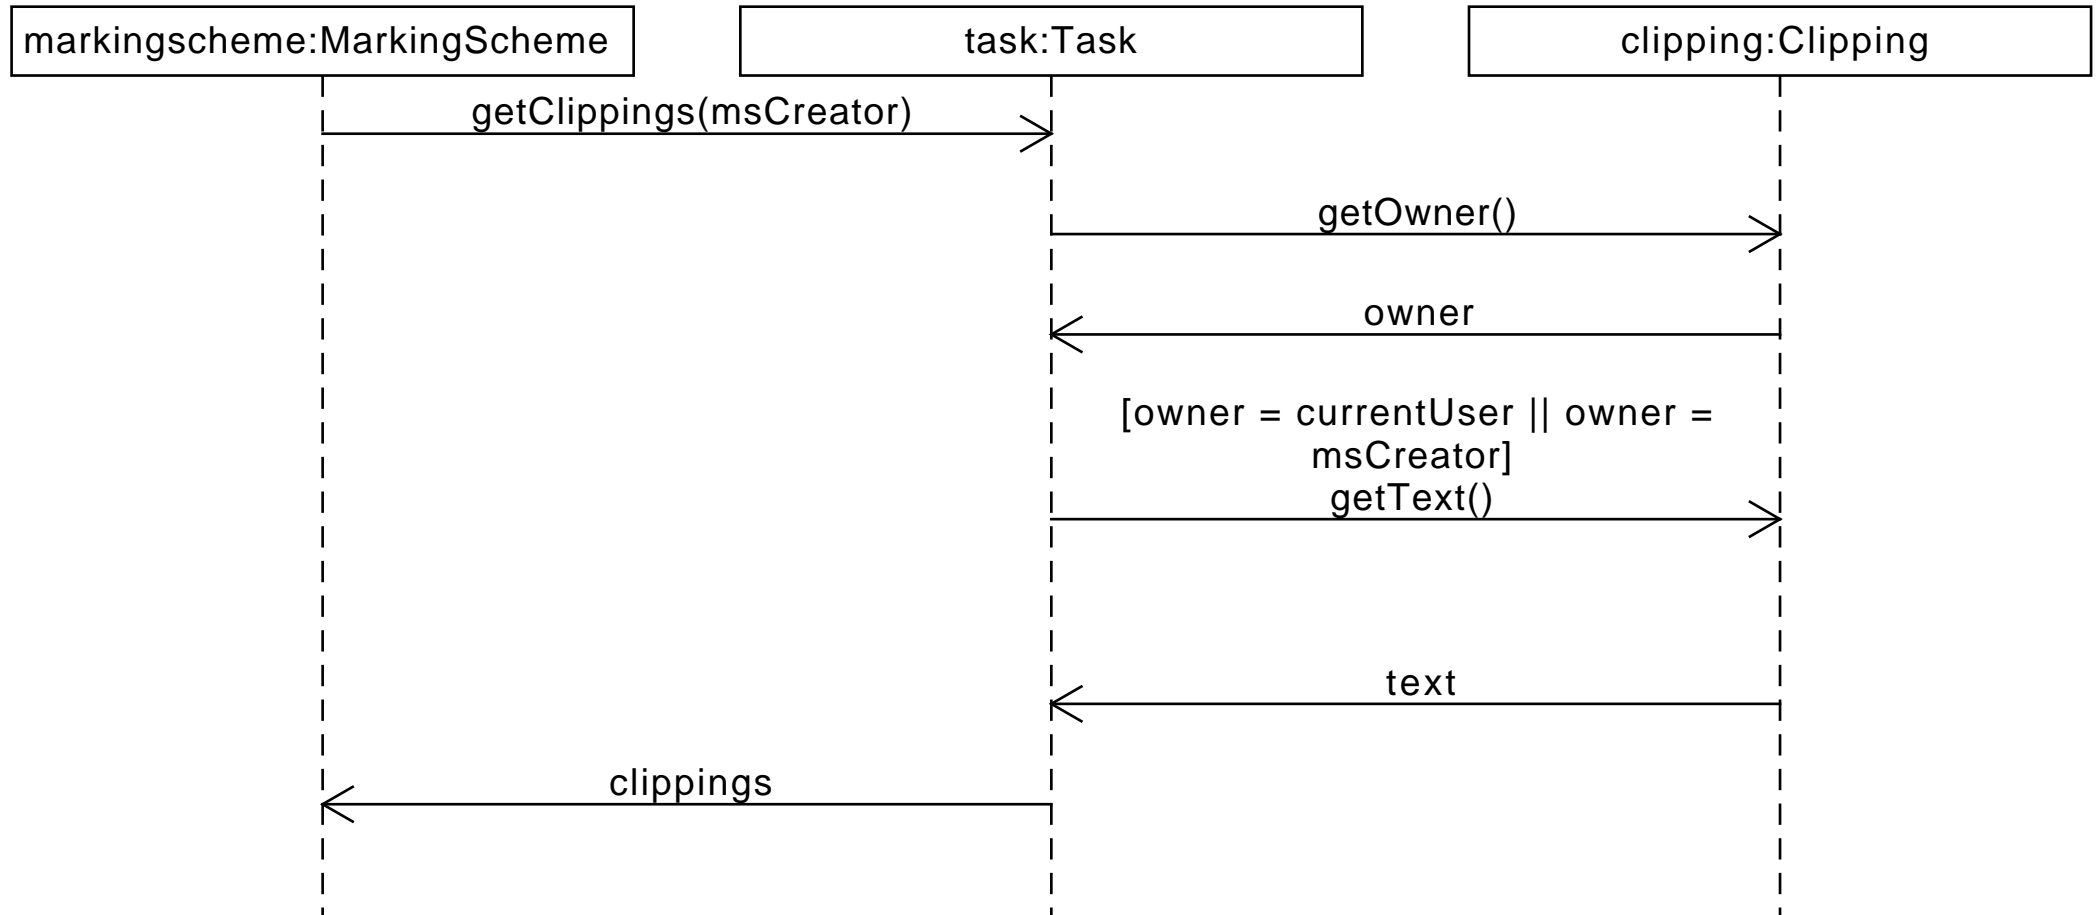 markingscheme:MarkingScheme
task:Task
clipping:Clipping
getClippings(msCreator)
getOwner()
owner
[owner = currentUser || owner =
msCreator]
getText()
text
clippings